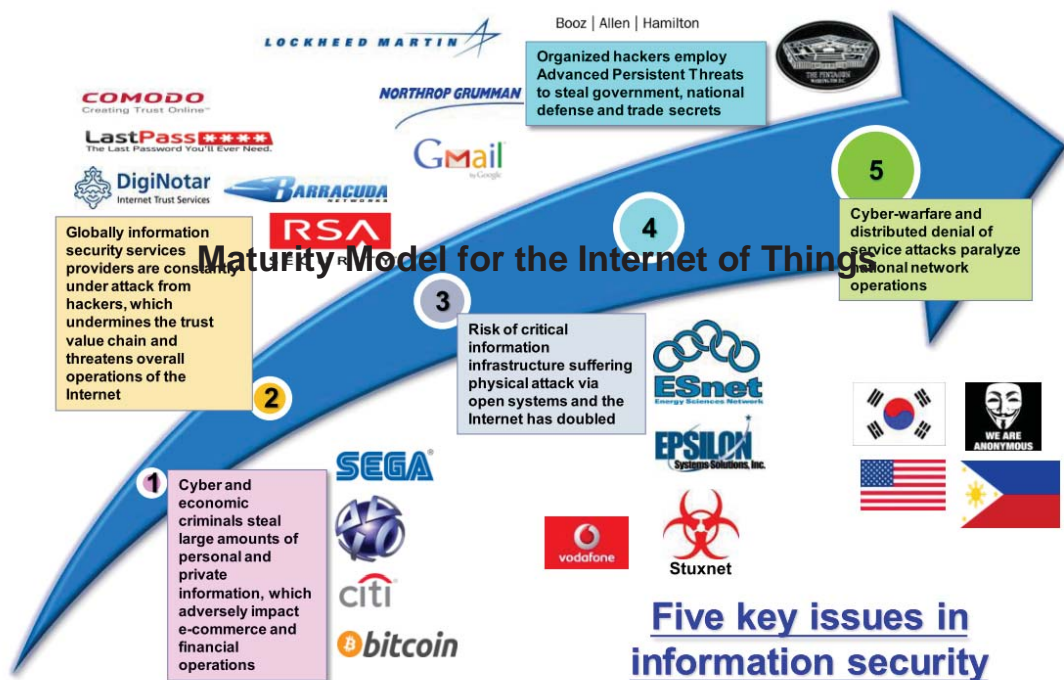 LOCKHEED MARTIN
Booz | Allen | Hamilton
THE PENTAGON
Organized hackers employ
Advanced Persistent Threats
to steal government, national
defense and trade secrets
NORTHROP GRUMMAN
COMODO
Creating Trust Online™
LastPass ****
The Last Password You'll Ever Need.
Gmail
by Google
DigiNotar
Internet Trust Services
BARRACUDA
NETWORKS
RSA
SECURITY
Globally information
security services
providers are constantly
under attack from
hackers, which
undermines the trust
value chain and
threatens overall
operations of the
Internet
Maturity Model for the Internet of Things
5
Cyber-warfare and
distributed denial of
service attacks paralyze
national network
operations
4
3
Risk of critical
information
infrastructure suffering
physical attack via
open systems and the
Internet has doubled
ESnet
Energy Sciences Network
EPSILON
Systems Solutions, Inc.
WE ARE
ANONYMOUS
2
1
Cyber and
economic
criminals steal
large amounts of
personal and
private
information, which
adversely impact
e-commerce and
financial
operations
SEGA®
citi
bitcoin
vodafone
Stuxnet
Five key issues in
information security